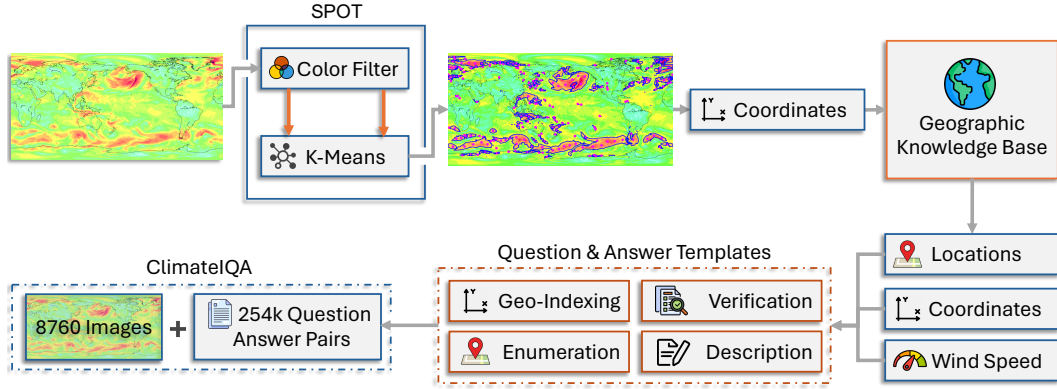 SPOT
Color Filter
K-Means
Y
X
Coordinates
Geographic
Knowledge Base
Locations
Y
X
Coordinates
Wind Speed
Question & Answer Templates
Y
X
Geo-Indexing
Verification
Enumeration
Description
ClimateIQA
8760 Images
+
254k Question
Answer Pairs